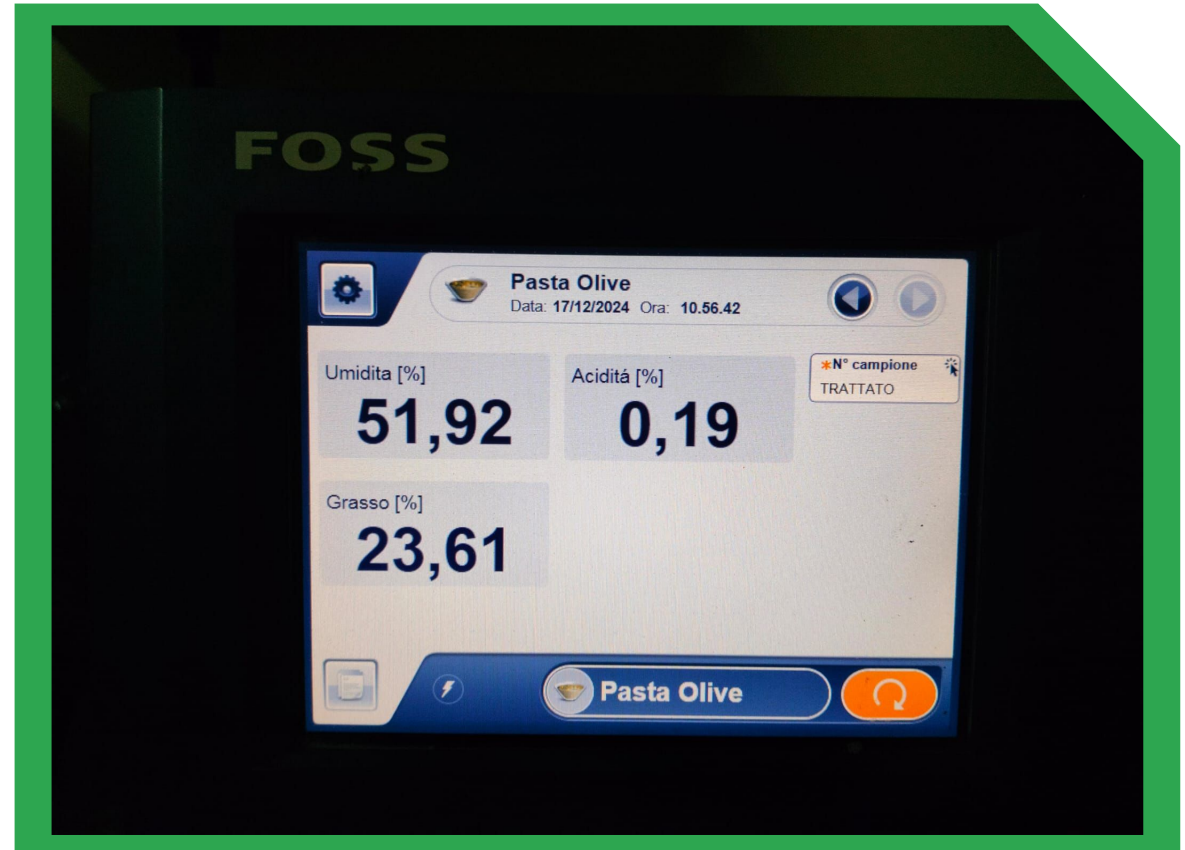 FOSS
Pasta Olive
Data: 17/12/2024 Ora: 10.56.42
Umidita [%]
51,92
Aciditá [%]
0,19
*N° campione
TRATTATO
Grasso [%]
23,61
Pasta Olive